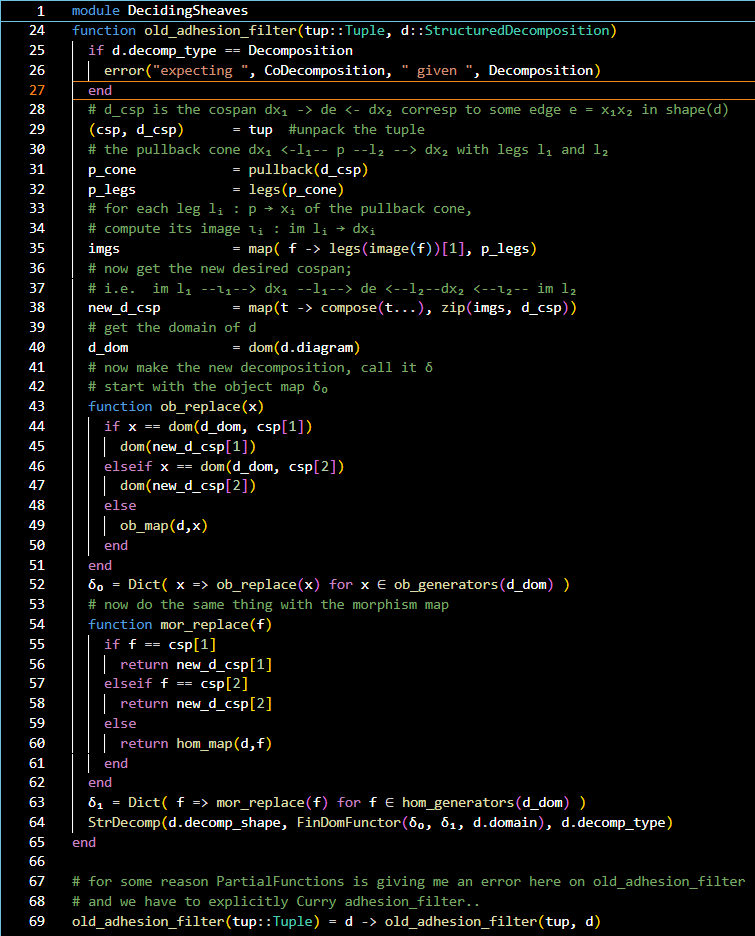 1 module DecidingSheaves
24 function old_adhesion_filter(tup::Tuple, d::StructuredDecomposition)
25 if d.decomp_type == Decomposition
26 error("expecting ", CoDecomposition, " given ", Decomposition)
27 end
28 # d_csp is the cospan dx₁ -> de <- dx₂ corresp to some edge e = x₁x₂ in shape(d)
29 (csp, d_csp) = tup #unpack the tuple
30 # the pullback cone dx₁ <-l₁-- p --l₂ --> dx₂ with legs l₁ and l₂
31 p_cone = pullback(d_csp)
32 p_legs = legs(p_cone)
33 # for each leg lᵢ : p → xᵢ of the pullback cone,
34 # compute its image ιᵢ : im lᵢ → dxᵢ
35 imgs = map( f -> legs(image(f))[1], p_legs)
36 # now get the new desired cospan;
37 # i.e. im l₁ --ι₁--> dx₁ --l₁--> de <--l₂--dx₂ <--ι₂-- im l₂
38 new_d_csp = map(t -> compose(t...), zip(imgs, d_csp))
39 # get the domain of d
40 d_dom = dom(d.diagram)
41 # now make the new decomposition, call it δ
42 # start with the object map δ₀
43 function ob_replace(x)
44 if x == dom(d_dom, csp[1])
45 dom(new_d_csp[1])
46 elseif x == dom(d_dom, csp[2])
47 dom(new_d_csp[2])
48 else
49 ob_map(d,x)
50 end
51 end
52 δ₀ = Dict( x => ob_replace(x) for x ∈ ob_generators(d_dom) )
53 # now do the same thing with the morphism map
54 function mor_replace(f)
55 if f == csp[1]
56 return new_d_csp[1]
57 elseif f == csp[2]
58 return new_d_csp[2]
59 else
60 return hom_map(d,f)
61 end
62 end
63 δ₁ = Dict( f => mor_replace(f) for f ∈ hom_generators(d_dom) )
64 StrDecomp(d.decomp_shape, FinDomFunctor(δ₀, δ₁, d.domain), d.decomp_type)
65 end
66
67 # for some reason PartialFunctions is giving me an error here on old_adhesion_filter
68 # and we have to explicitly Curry adhesion_filter..
69 old_adhesion_filter(tup::Tuple) = d -> old_adhesion_filter(tup, d)